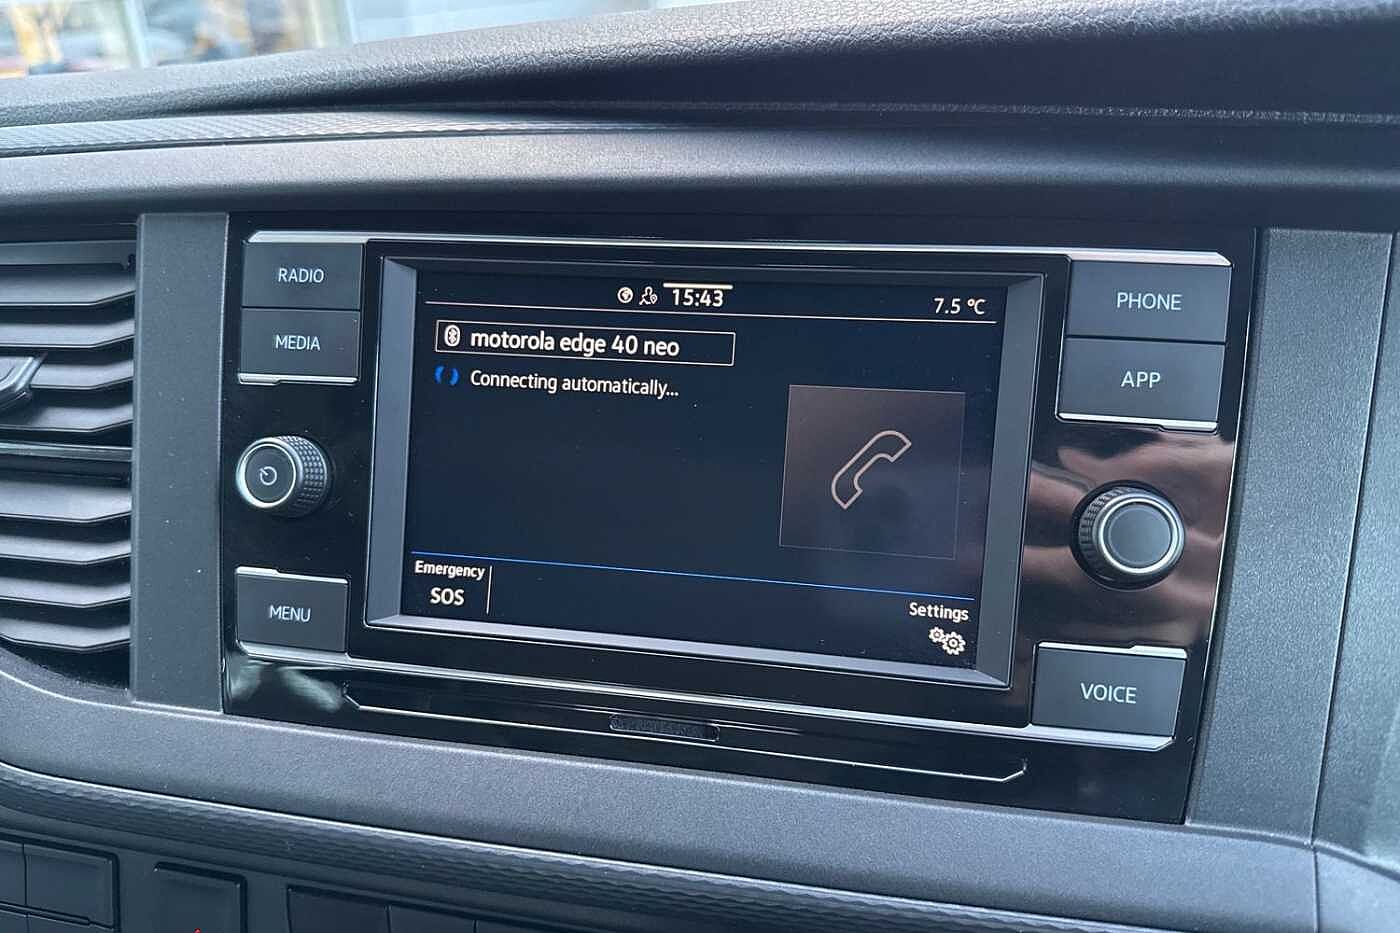 RADIO
MEDIA
MENU
15:43
7.5 °C
motorola edge 40 neo
Connecting automatically...
Emergency
SOS
Settings
PHONE
APP
VOICE